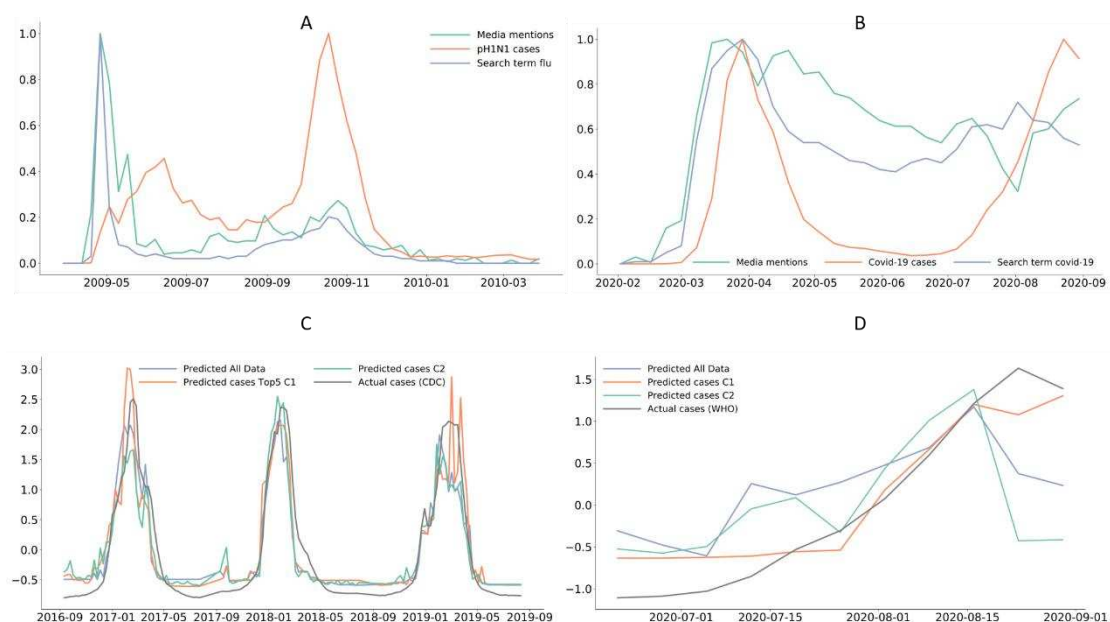 A
Media mentions
pH1N1 cases
Search term flu
1.0
0.8
0.6
0.4
0.2
0.0
2009-05 2009-07 2009-09 2009-11 2010-01 2010-03
B
1.0
0.8
0.6
0.4
0.2
0.0
Media mentions Covid-19 cases Search term covid-19
2020-02 2020-03 2020-04 2020-05 2020-06 2020-07 2020-08 2020-09
C
Predicted All Data Predicted cases C2
Predicted cases Top5 C1 Actual cases (CDC)
3.0
2.5
2.0
1.5
1.0
0.5
0.0
−0.5
2016-09 2017-01 2017-05 2017-09 2018-01 2018-05 2018-09 2019-01 2019-05 2019-09
D
Predicted All Data
Predicted cases C1
Predicted cases C2
Actual cases (WHO)
1.5
1.0
0.5
0.0
−0.5
−1.0
2020-07-01 2020-07-15 2020-08-01 2020-08-15 2020-09-01